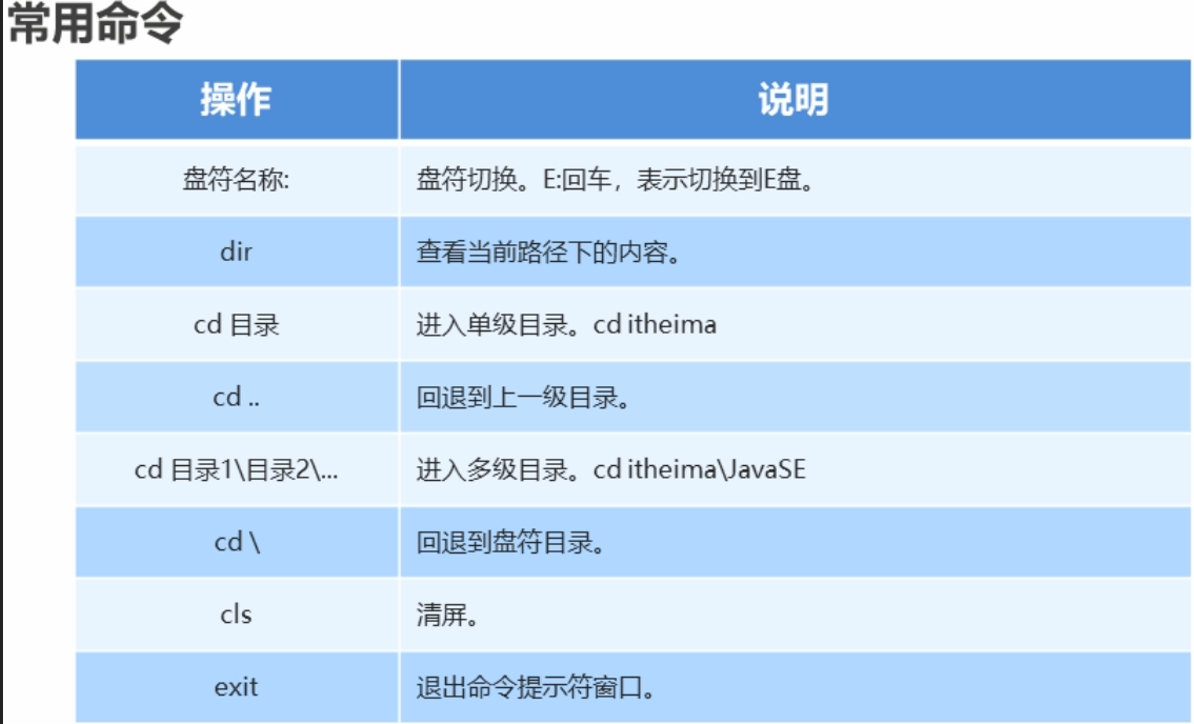 常用命令
操作 说明
盘符名称: 盘符切换。E:回车，表示切换到E盘。
dir 查看当前路径下的内容。
cd 目录 进入单级目录。cd itheima
cd .. 回退到上一级目录。
cd 目录1\目录2\... 进入多级目录。cd itheima\JavaSE
cd \ 回退到盘符目录。
cls 清屏。
exit 退出命令提示符窗口。